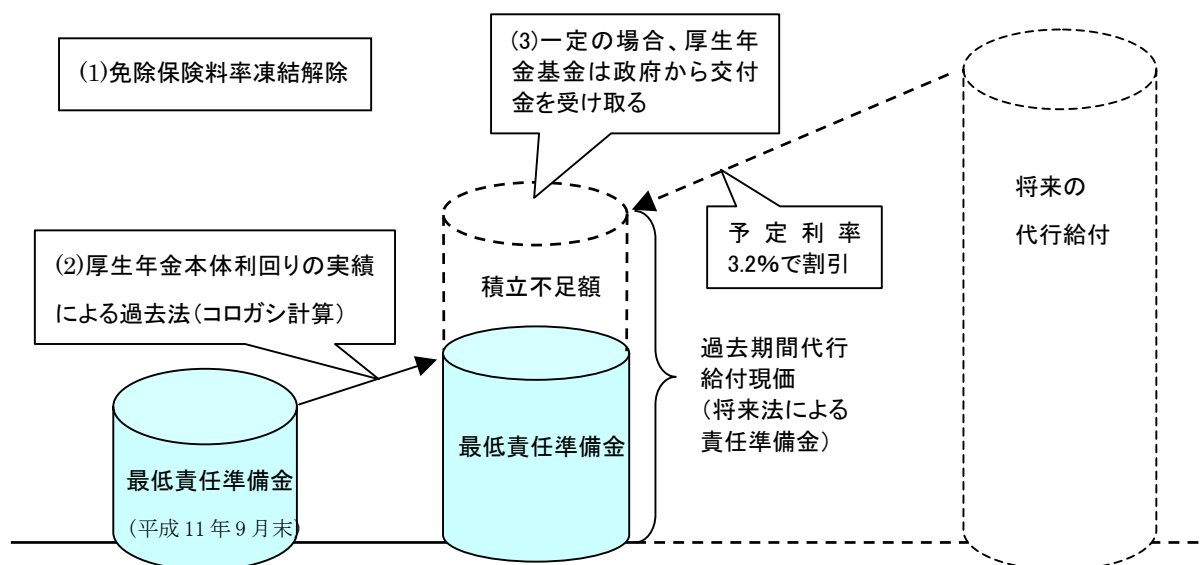 (1)免除保険料率凍結解除
(3)一定の場合、厚生年
金基金は政府から交付
金を受け取る
将来の
代行給付
予定利率
3.2%で割引
(2)厚生年金本体利回りの実績
による過去法(コロガシ計算)
積立不足額
過去期間代行
給付現価
(将来法による
責任準備金)
最低責任準備金
最低責任準備金
(平成11年9月末)